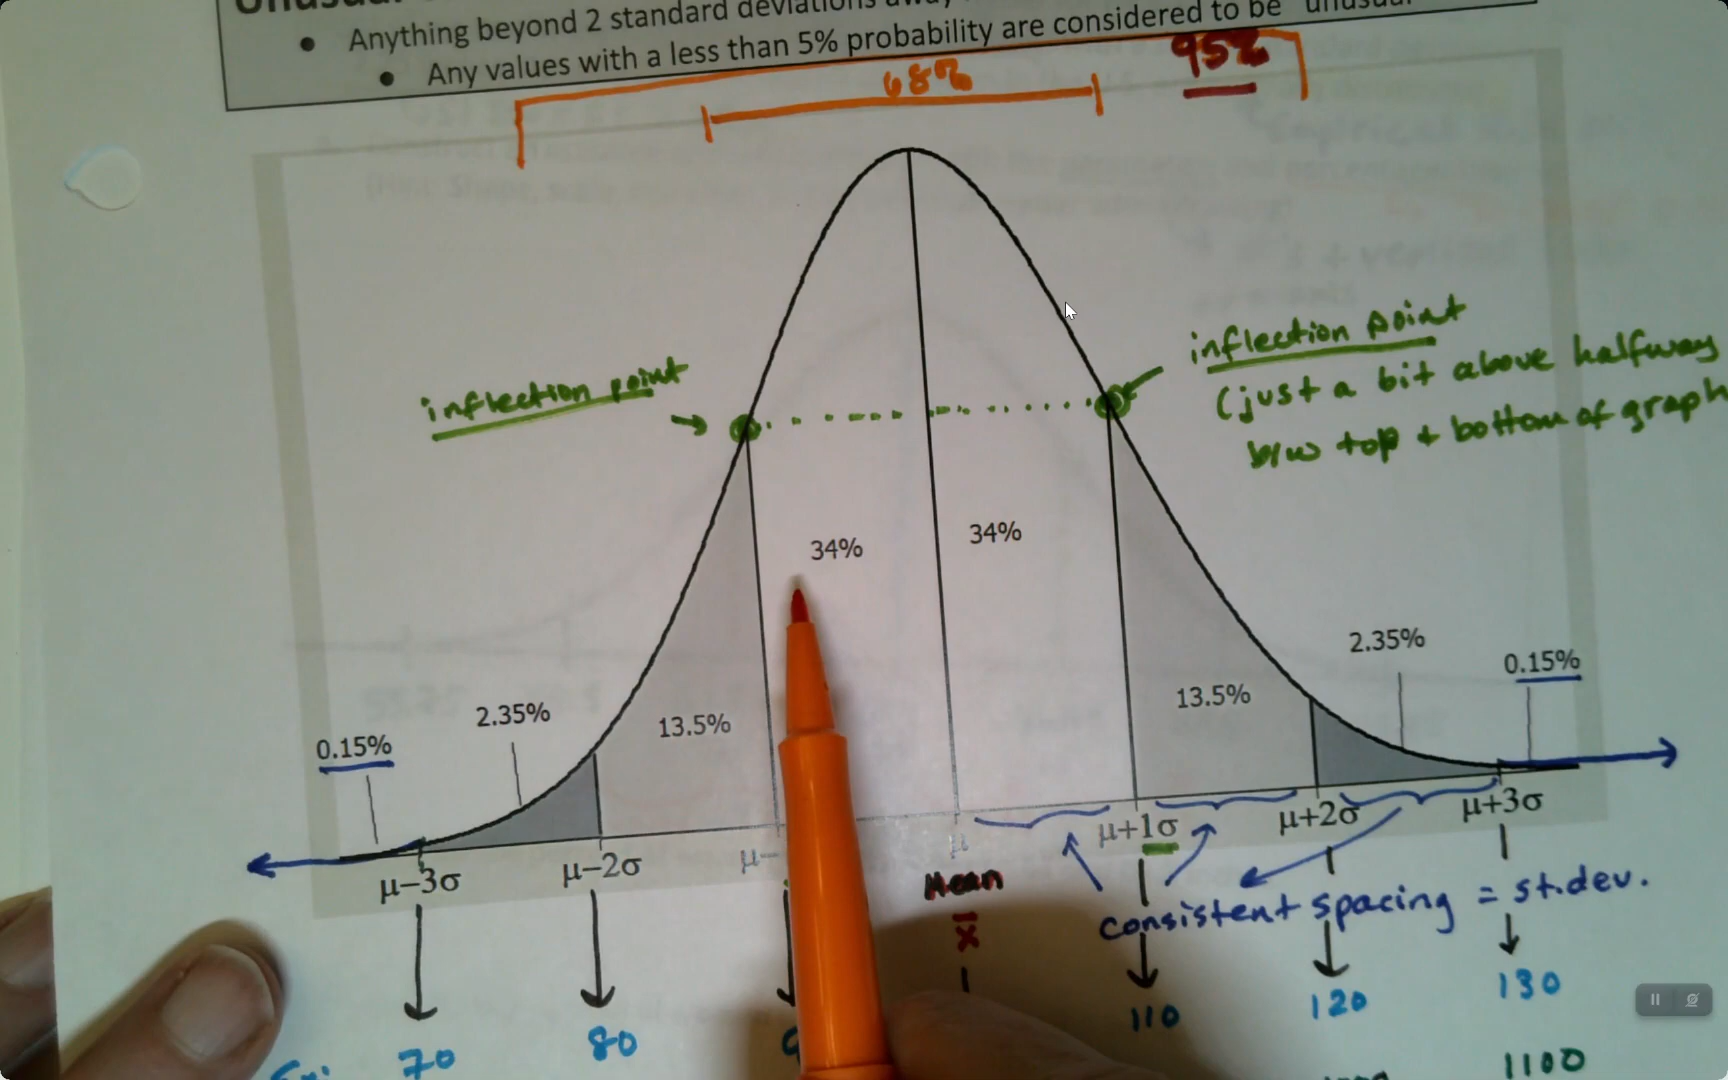 • Anything beyond 2 standard deviations
• Any values with a less than 5% probability are considered to be "unusual"
68%
95%
inflection point
inflection point
(just a bit above halfway
b/w top + bottom of graph
34%
34%
2.35%
0.15%
13.5%
2.35%
13.5%
0.15%
μ-3σ
μ-2σ
μ-
μ
μ+1σ
μ+2σ
μ+3σ
Mean
x̄
consistent spacing = st.dev.
70
80
110
120
130
1100